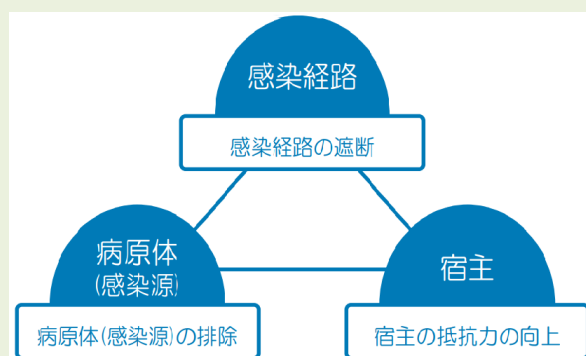 感染経路
感染経路の遮断
病原体
(感染源)
病原体(感染源)の排除
宿主
宿主の抵抗力の向上